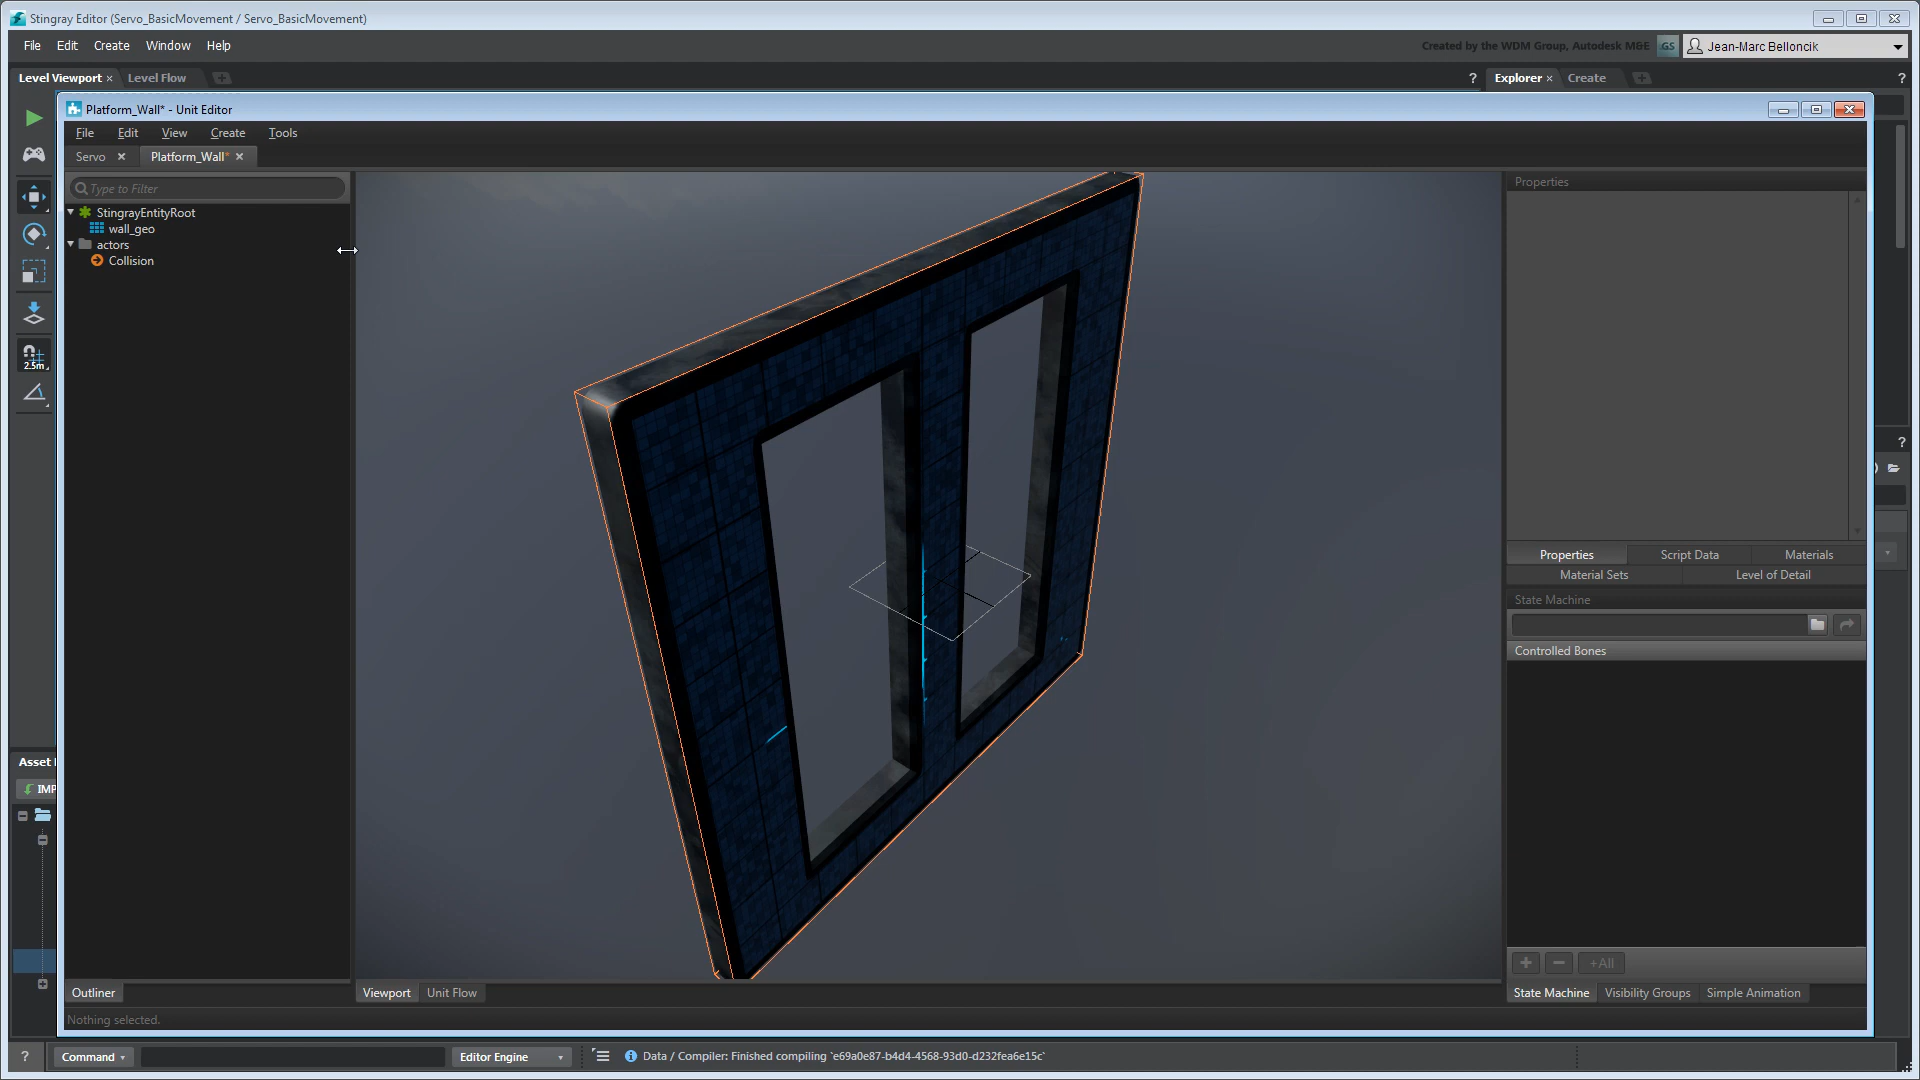 Stingray Editor (Servo_BasicMovement / Servo_BasicMovement)
File Edit Create Window Help
Created by the WDM Group, Autodesk M&E GS Jean-Marc Belloncik
Level Viewport × Level Flow ? Explorer × Create ?
Platform_Wall* - Unit Editor
File Edit View Create Tools
Servo Platform_Wall*
Type to Filter
Properties
StingrayEntityRoot
wall_geo
actors
Collision
2.5m
?
Properties Script Data Materials
Material Sets Level of Detail
State Machine
Controlled Bones
Asset
IMP
+All
Outliner Viewport Unit Flow State Machine Visibility Groups Simple Animation
Nothing selected.
? Command Editor Engine Data / Compiler: Finished compiling `e69a0e87-b4d4-4568-93d0-d232fea6e15c`